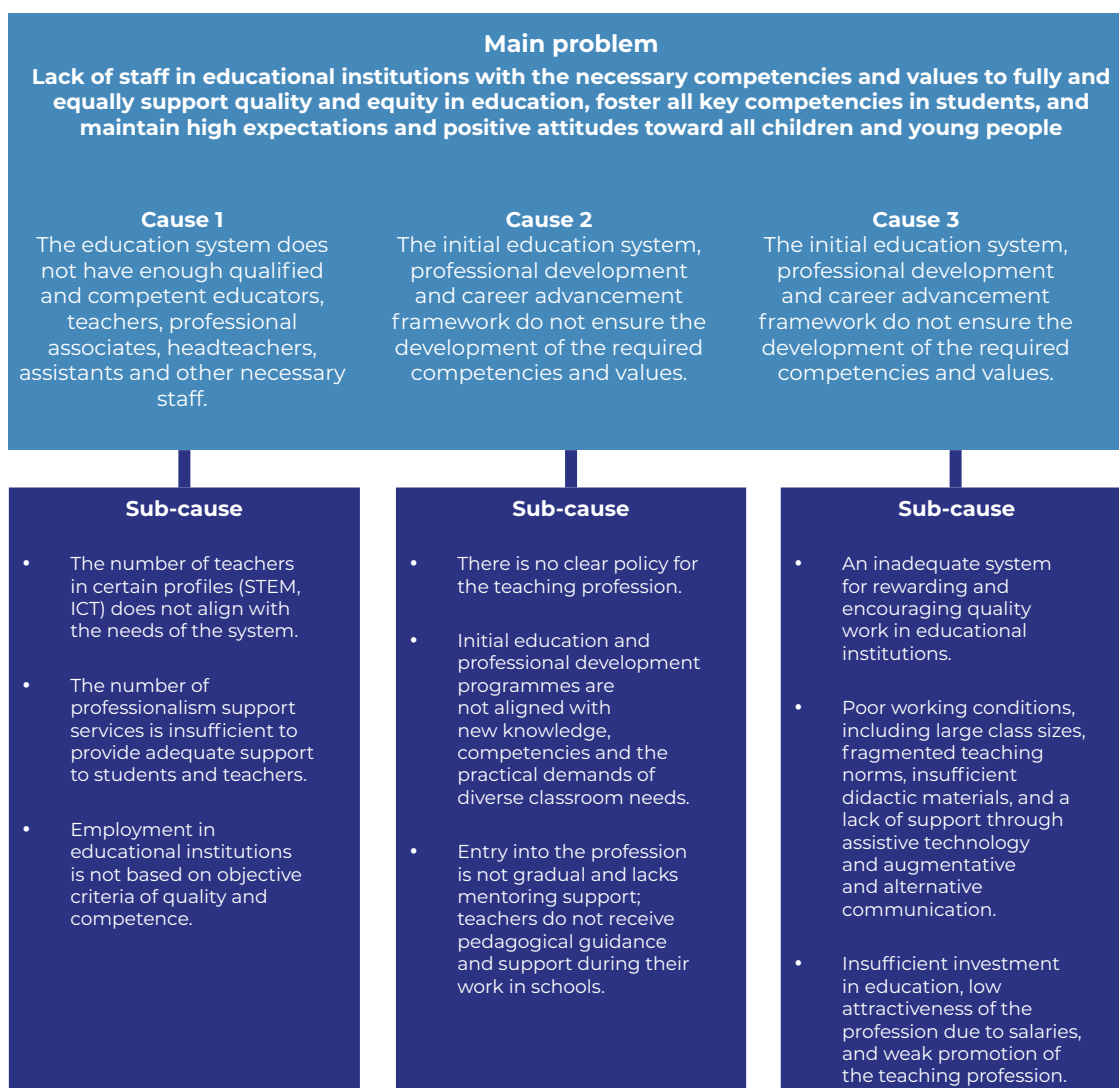 Main problem
Lack of staff in educational institutions with the necessary competencies and values to fully and
equally support quality and equity in education, foster all key competencies in students, and
maintain high expectations and positive attitudes toward all children and young people
Cause 1
The education system does
not have enough qualified
and competent educators,
teachers, professional
associates, headteachers,
assistants and other necessary
staff.
Cause 2
The initial education system,
professional development
and career advancement
framework do not ensure the
development of the required
competencies and values.
Cause 3
The initial education system,
professional development
and career advancement
framework do not ensure the
development of the required
competencies and values.
Sub-cause
• The number of teachers
in certain profiles (STEM,
ICT) does not align with
the needs of the system.
• The number of
professionalism support
services is insufficient to
provide adequate support
to students and teachers.
• Employment in
educational institutions
is not based on objective
criteria of quality and
competence.
Sub-cause
• There is no clear policy for
the teaching profession.
• Initial education and
professional development
programmes are
not aligned with
new knowledge,
competencies and the
practical demands of
diverse classroom needs.
• Entry into the profession
is not gradual and lacks
mentoring support;
teachers do not receive
pedagogical guidance
and support during their
work in schools.
Sub-cause
• An inadequate system
for rewarding and
encouraging quality
work in educational
institutions.
• Poor working conditions,
including large class sizes,
fragmented teaching
norms, insufficient
didactic materials, and a
lack of support through
assistive technology
and augmentative
and alternative
communication.
• Insufficient investment
in education, low
attractiveness of the
profession due to salaries,
and weak promotion of
the teaching profession.